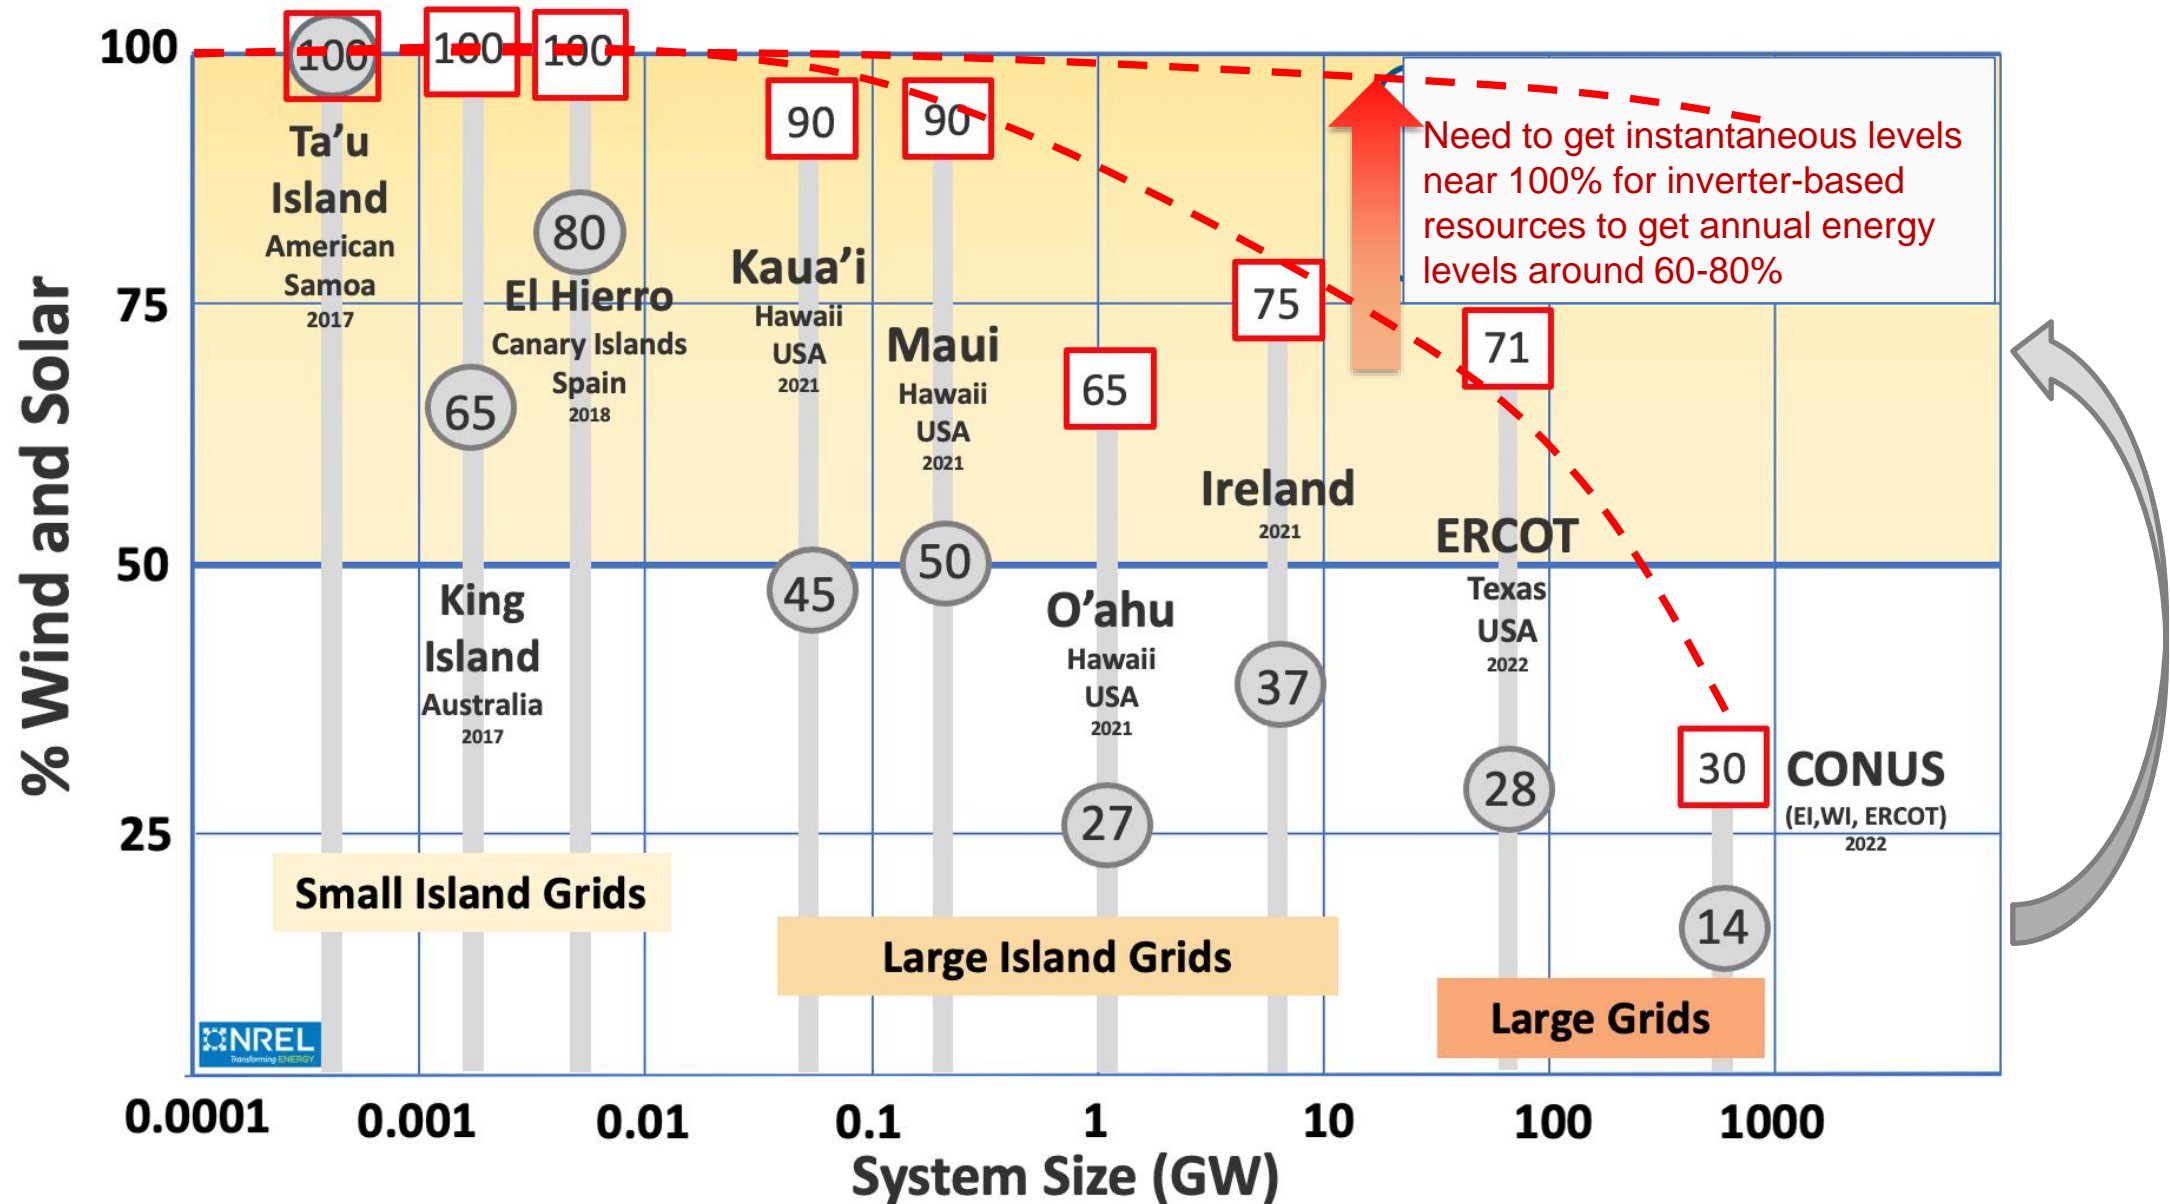 100
75
50
25
% Wind and Solar
100
100
100
90
90
Need to get instantaneous levels
near 100% for inverter-based
resources to get annual energy
levels around 60-80%
Ta'u
Island
American
Samoa
2017
65
King
Island
Australia
2017
80
El Hierro
Canary Islands
Spain
2018
Kaua'i
Hawaii
USA
2021
45
Maui
Hawaii
USA
2021
50
65
O'ahu
Hawaii
USA
2021
27
75
Ireland
2021
37
71
ERCOT
Texas
USA
2022
28
30
CONUS
(EI,WI, ERCOT)
2022
14
Small Island Grids
Large Island Grids
Large Grids
NREL
Transforming ENERGY
0.0001 0.001 0.01 0.1 1 10 100 1000
System Size (GW)